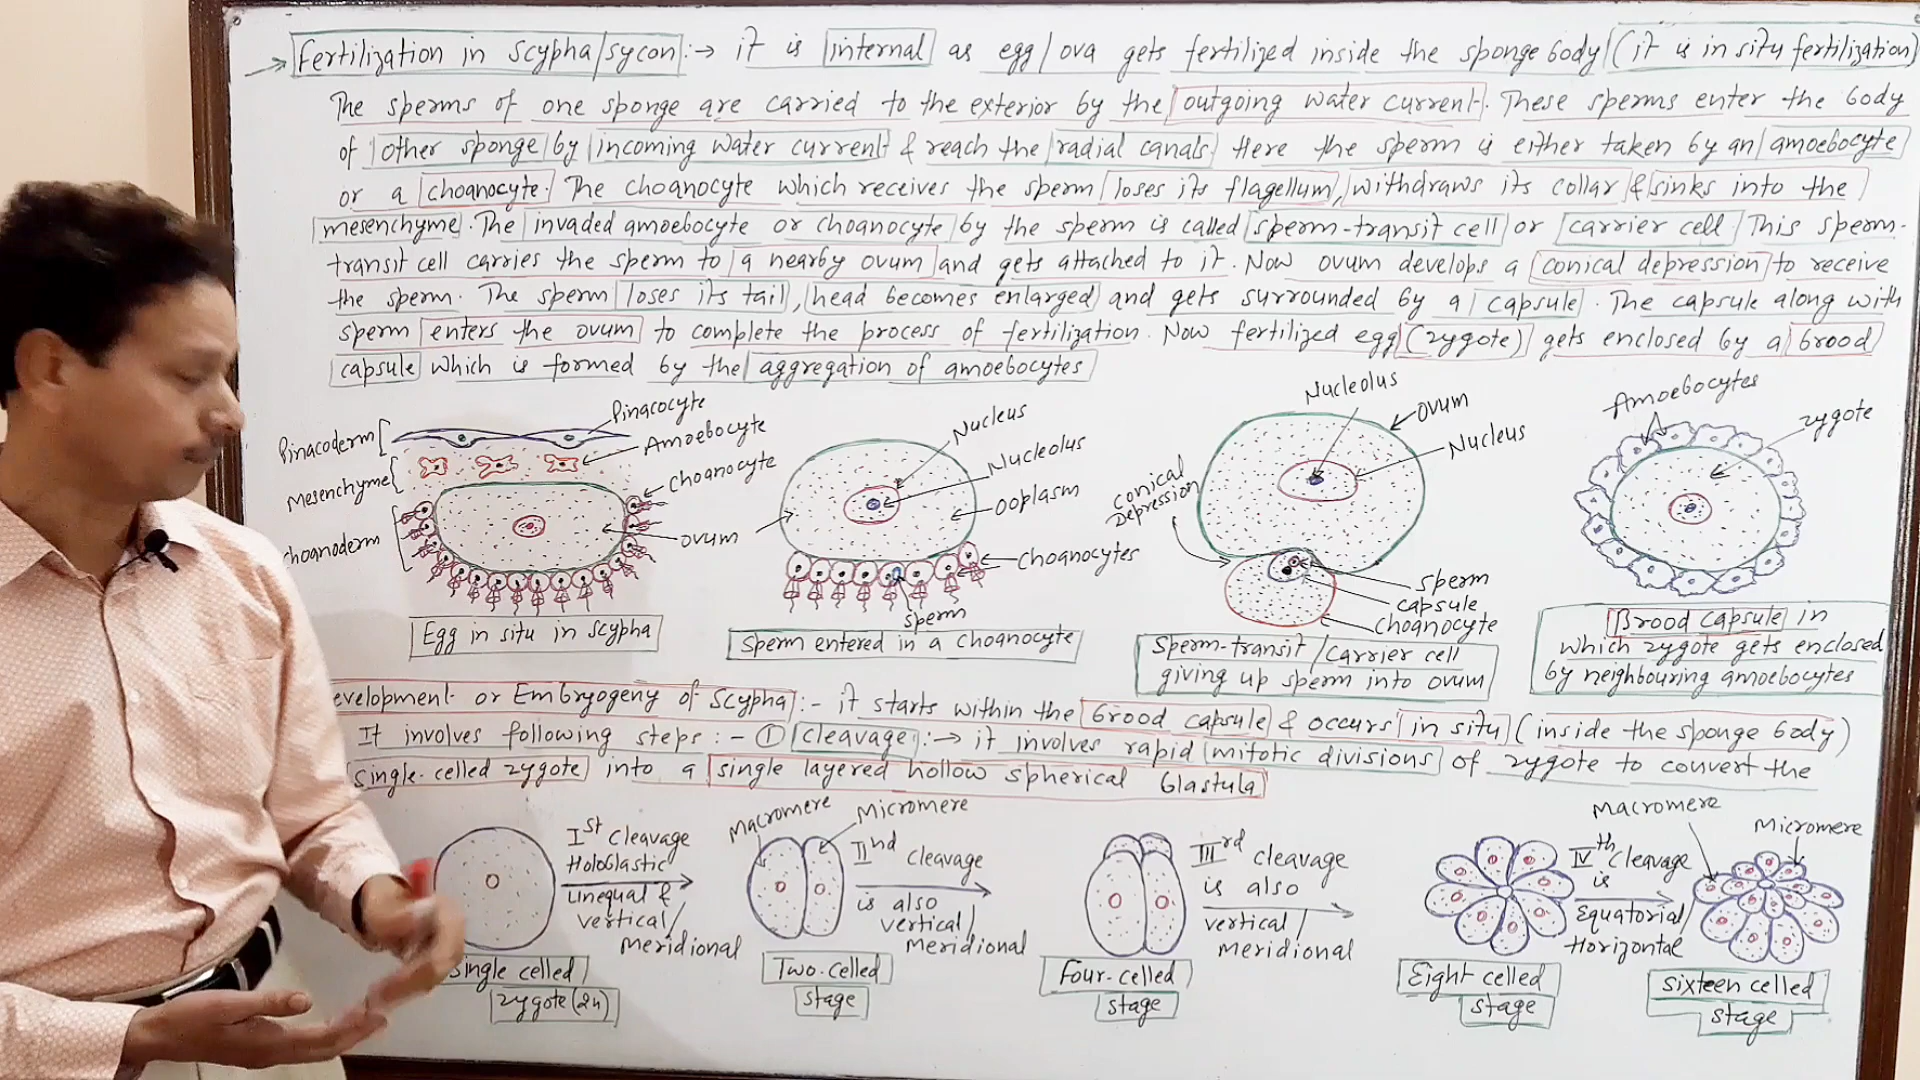 Fertilization in Scypha/sycon :→ it is internal as egg/ova gets fertilized inside the sponge body (it is in situ fertilization)
The sperms of one sponge are carried to the exterior by the outgoing water current. These sperms enter the body
of other sponge by incoming water current & reach the radial canals. Here the sperm is either taken by an amoebocyte
or a choanocyte. The choanocyte which receives the sperm loses its flagellum, withdraws its collar & sinks into the
mesenchyme. The invaded amoebocyte or choanocyte by the sperm is called sperm-transit cell or carrier cell. This sperm-
transit cell carries the sperm to a nearby ovum and gets attached to it. Now ovum develops a conical depression to receive
the sperm. The sperm loses its tail, head becomes enlarged and gets surrounded by a capsule. The capsule along with
sperm enters the ovum to complete the process of fertilization. Now fertilized egg (zygote) gets enclosed by a brood
capsule which is formed by the aggregation of amoebocytes
Pinacoderm
Mesenchyme
choanoderm
Pinacocyte
Amoebocyte
choanocyte
ovum
Egg in situ in scypha
Nucleus
Nucleolus
ooplasm
choanocytes
sperm
Sperm entered in a choanocyte
Nucleolus
ovum
Nucleus
conical
Depression
sperm
capsule
choanocyte
Sperm-transit/carrier cell
giving up sperm into ovum
Amoebocytes
zygote
Brood capsule in
which zygote gets enclosed
by neighbouring amoebocytes
evelopment or Embryogeny of Scypha :- it starts within the brood capsule & occurs in situ (inside the sponge body)
It involves following steps :- ① cleavage :→ it involves rapid mitotic divisions of zygote to convert the
single-celled zygote into a single layered hollow spherical blastula
Single celled
zygote (2n)
Ist Cleavage
Holoblastic
unequal &
vertical/
Meridional
Macromere
Micromere
Two-celled
stage
IInd cleavage
is also
vertical/
Meridional
Four-celled
stage
IIIrd cleavage
is also
vertical/
Meridional
Eight celled
stage
IVth cleavage
is
Equatorial/
Horizontal
Macromere
Micromere
sixteen celled
stage